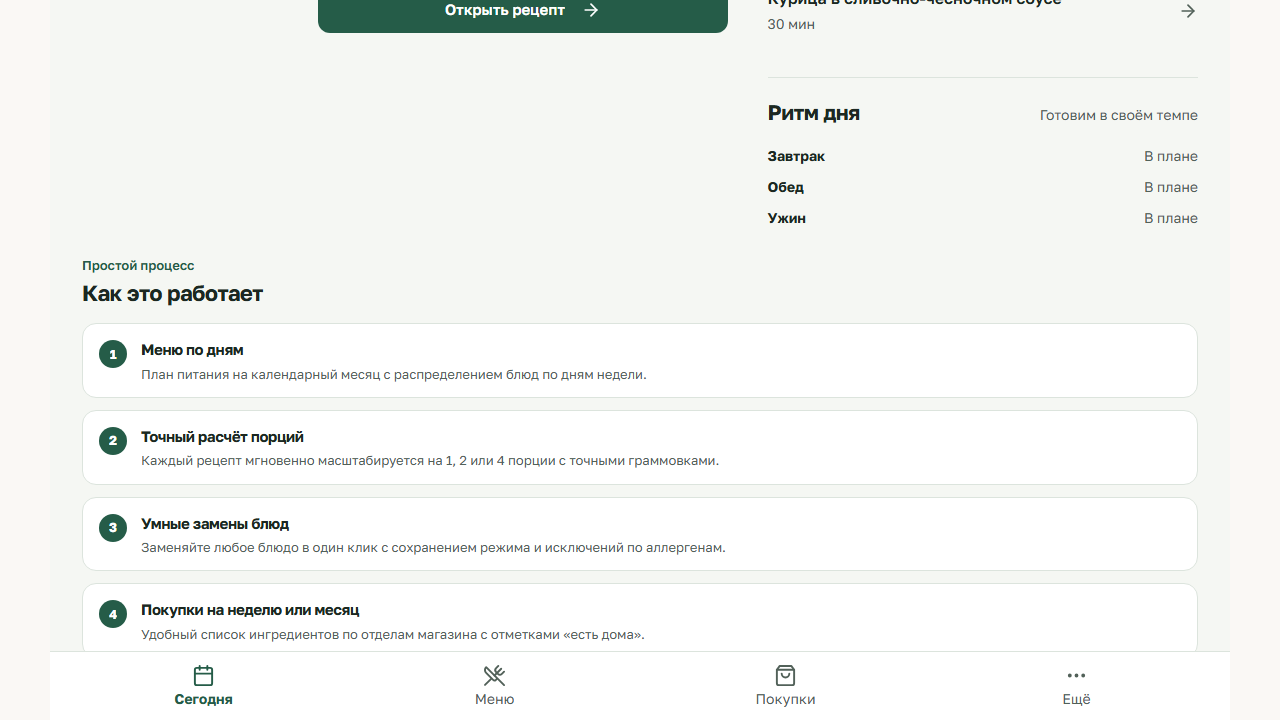 Открыть рецепт
Курица в сливочно-чесночном соусе
30 мин
Ритм дня
Готовим в своём темпе
Завтрак
В плане
Обед
В плане
Ужин
В плане
Простой процесс
Как это работает
1
Меню по дням
План питания на календарный месяц с распределением блюд по дням недели.
2
Точный расчёт порций
Каждый рецепт мгновенно масштабируется на 1, 2 или 4 порции с точными граммовками.
3
Умные замены блюд
Заменяйте любое блюдо в один клик с сохранением режима и исключений по аллергенам.
4
Покупки на неделю или месяц
Удобный список ингредиентов по отделам магазина с отметками «есть дома».
Сегодня
Меню
Покупки
Ещё